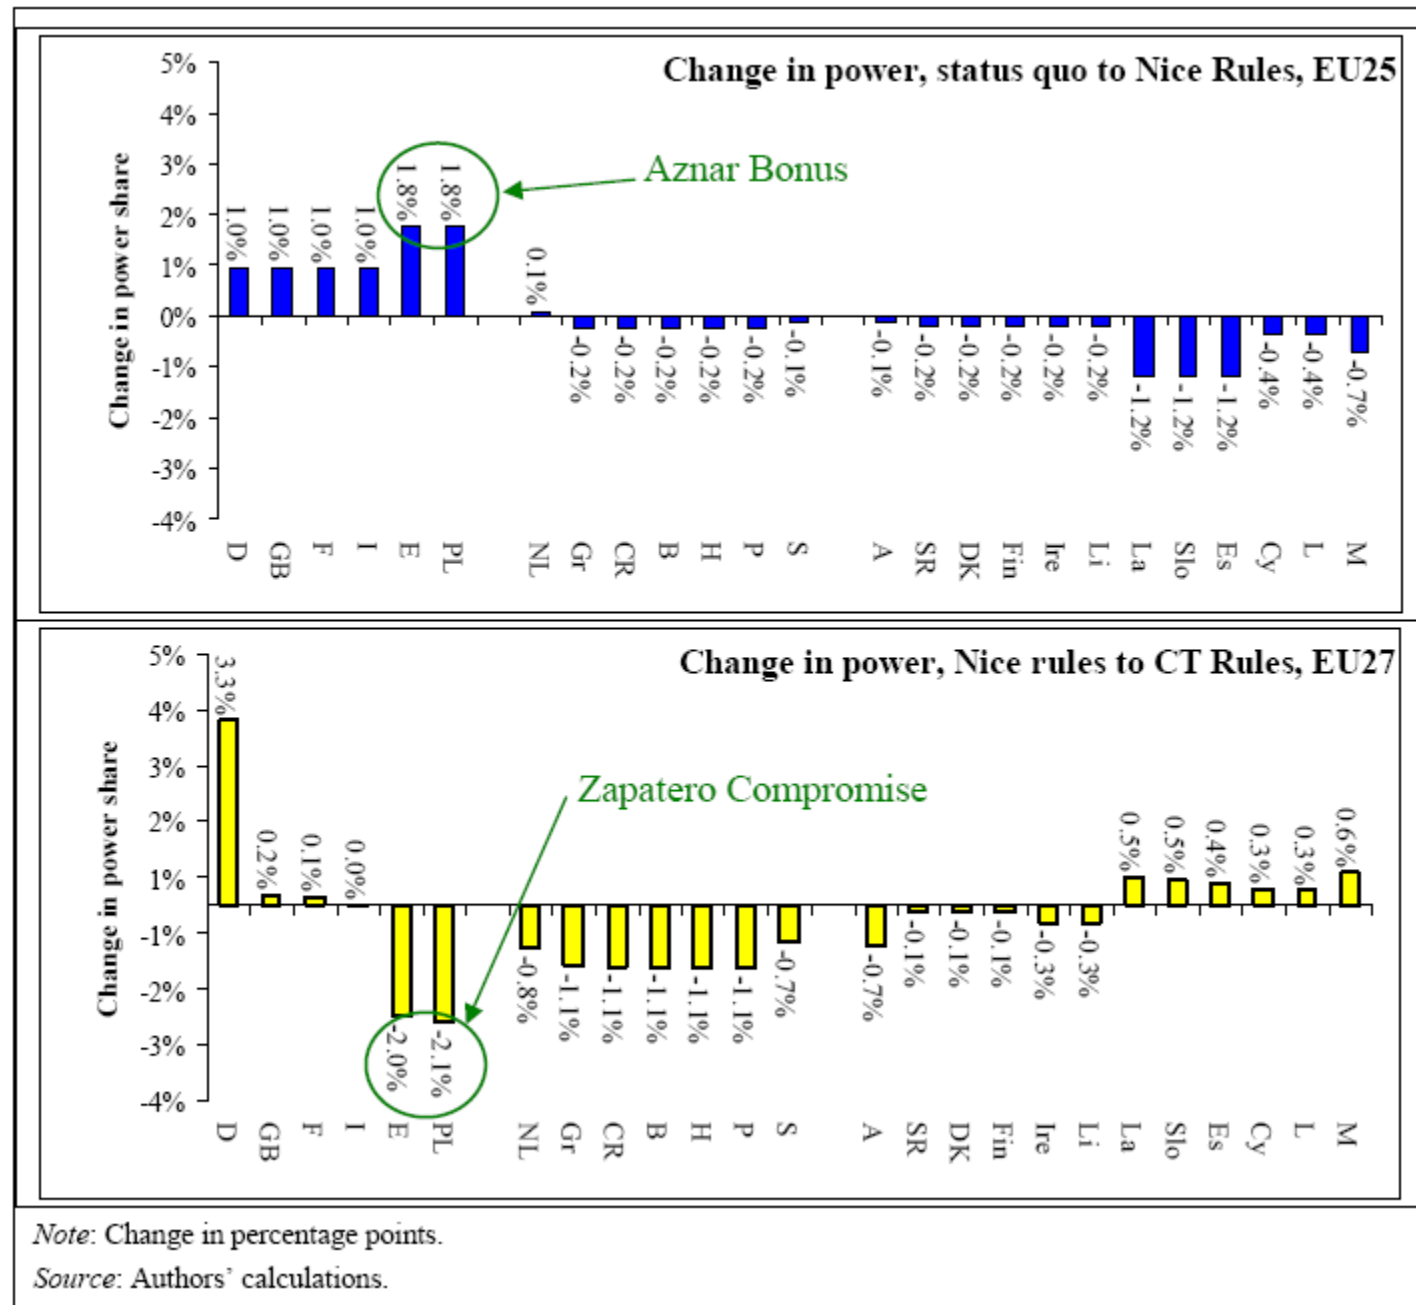 Change in power, status quo to Nice Rules, EU25
Change in power share
5%
4%
3%
2%
1%
0%
-1%
-2%
-3%
-4%
Aznar Bonus
1.0% 1.0% 1.0% 1.0% 1.8% 1.8% 0.1% -0.2% -0.2% -0.2% -0.2% -0.2% -0.1% -0.1% -0.2% -0.2% -0.2% -0.2% -0.2% -1.2% -1.2% -1.2% -0.4% -0.4% -0.7%
D GB F I E PL NL Gr CR B H P S A SR DK Fin Ire Li La Slo Es Cy L M
Change in power, Nice rules to CT Rules, EU27
Change in power share
5%
4%
3%
2%
1%
-1%
-2%
-3%
-4%
Zapatero Compromise
3.3% 0.2% 0.1% 0.0% -2.0% -2.1% -0.8% -1.1% -1.1% -1.1% -1.1% -1.1% -0.7% -0.7% -0.1% -0.1% -0.1% -0.3% -0.3% 0.5% 0.5% 0.4% 0.3% 0.3% 0.6%
D GB F I E PL NL Gr CR B H P S A SR DK Fin Ire Li La Slo Es Cy L M
Note: Change in percentage points.
Source: Authors’ calculations.